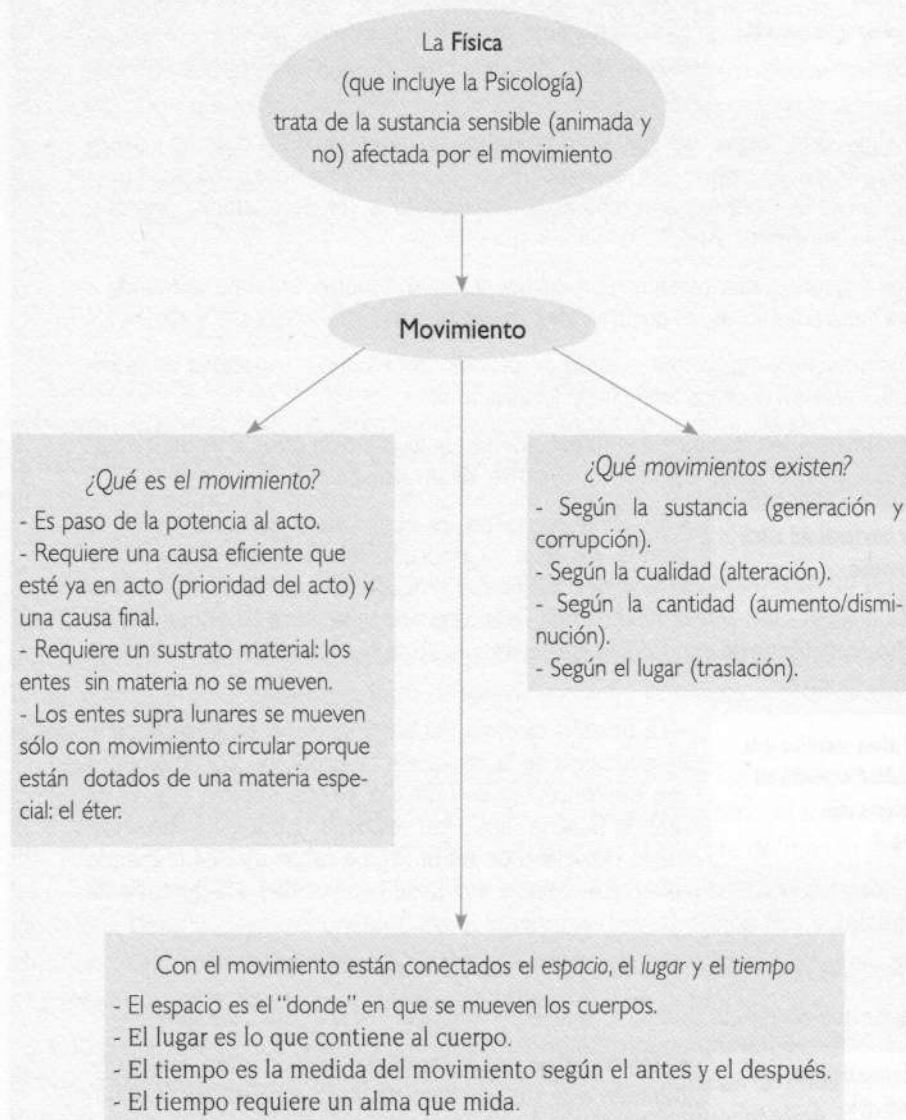 La Física
(que incluye la Psicología)
trata de la sustancia sensible (animada y
no) afectada por el movimiento
Movimiento
¿Qué es el movimiento?
- Es paso de la potencia al acto.
- Requiere una causa eficiente que
esté ya en acto (prioridad del acto) y
una causa final.
- Requiere un sustrato material: los
entes sin materia no se mueven.
- Los entes supra lunares se mueven
sólo con movimiento circular porque
están dotados de una materia espe-
cial: el éter.
¿Qué movimientos existen?
- Según la sustancia (generación y
corrupción).
- Según la cualidad (alteración).
- Según la cantidad (aumento/dismi-
nución).
- Según el lugar (traslación).
Con el movimiento están conectados el espacio, el lugar y el tiempo
- El espacio es el "donde" en que se mueven los cuerpos.
- El lugar es lo que contiene al cuerpo.
- El tiempo es la medida del movimiento según el antes y el después.
- El tiempo requiere un alma que mida.